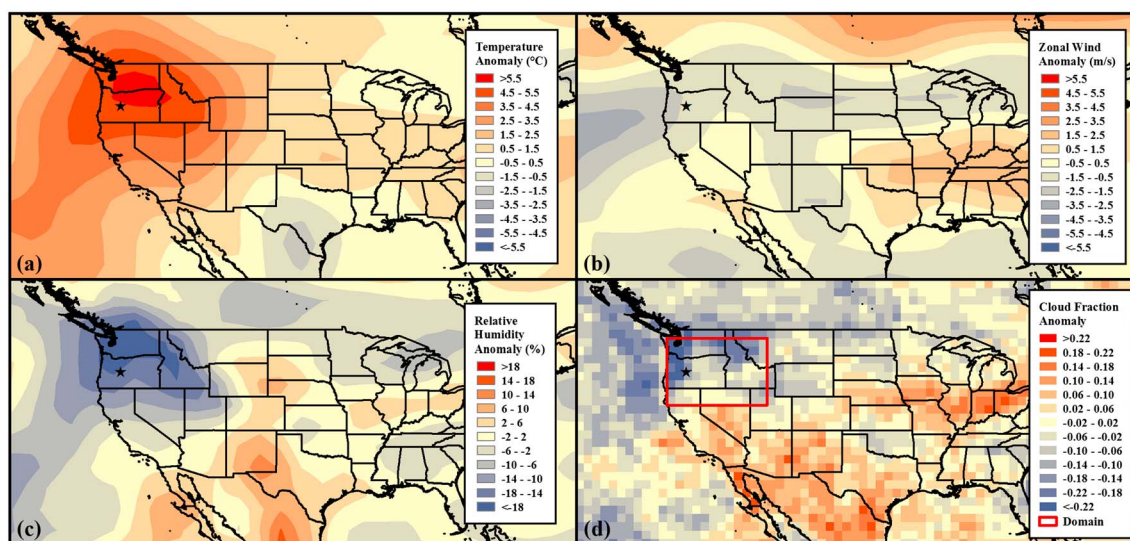 Temperature
Anomaly (°C)
>5.5
4.5 - 5.5
3.5 - 4.5
2.5 - 3.5
1.5 - 2.5
0.5 - 1.5
-0.5 - 0.5
-1.5 - -0.5
-2.5 - -1.5
-3.5 - -2.5
-4.5 - -3.5
-5.5 - -4.5
<-5.5
(a)
Zonal Wind
Anomaly (m/s)
>5.5
4.5 - 5.5
3.5 - 4.5
2.5 - 3.5
1.5 - 2.5
0.5 - 1.5
-0.5 - 0.5
-1.5 - -0.5
-2.5 - -1.5
-3.5 - -2.5
-4.5 - -3.5
-5.5 - -4.5
<-5.5
(b)
Relative
Humidity
Anomaly (%)
>18
14 - 18
10 - 14
6 - 10
2 - 6
-2 - 2
-6 - -2
-10 - -6
-14 - -10
-18 - -14
<-18
(c)
Cloud Fraction
Anomaly
>0.22
0.18 - 0.22
0.14 - 0.18
0.10 - 0.14
0.06 - 0.10
0.02 - 0.06
-0.02 - 0.02
-0.06 - -0.02
-0.10 - -0.06
-0.14 - -0.10
-0.18 - -0.14
-0.22 - -0.18
<-0.22
Domain
(d)